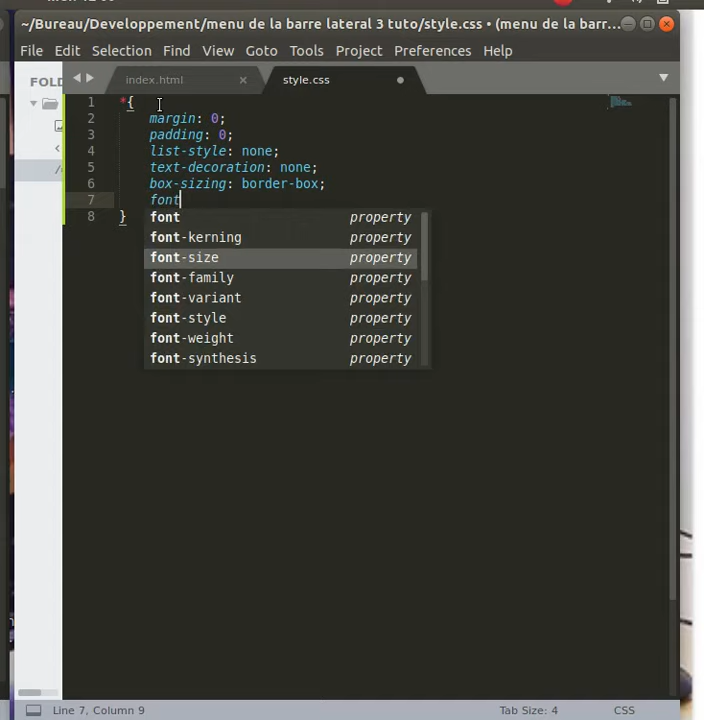 ~/Bureau/Developpement/menu de la barre lateral 3 tuto/style.css • (menu de la barr...
File Edit Selection Find View Goto Tools Project Preferences Help
FOLD
index.html × style.css
1 *{
2 margin: 0;
3 padding: 0;
4 list-style: none;
5 text-decoration: none;
6 box-sizing: border-box;
7 font
8 }
font property
font-kerning property
font-size property
font-family property
font-variant property
font-style property
font-weight property
font-synthesis property
Line 7, Column 9 Tab Size: 4 CSS